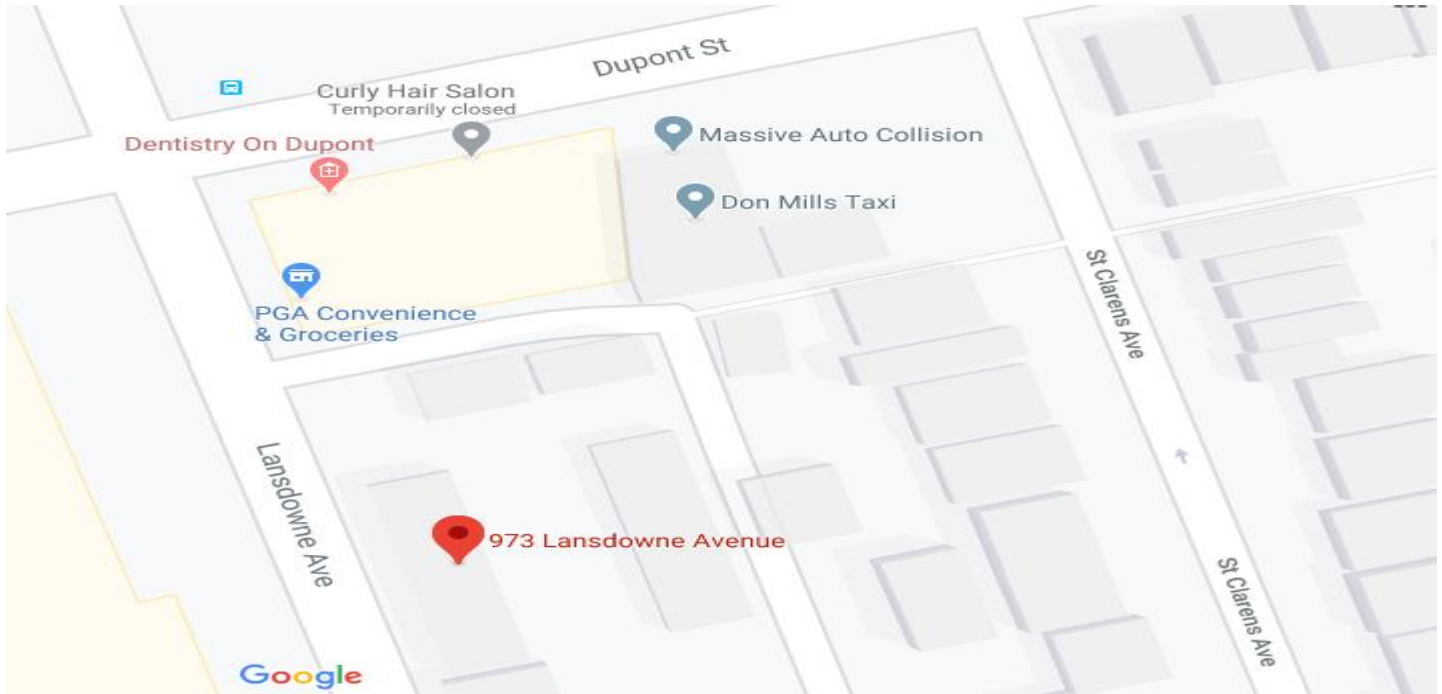 Dupont St
Curly Hair Salon
Temporarily closed
Dentistry On Dupont
Massive Auto Collision
Don Mills Taxi
St Clarens Ave
PGA Convenience
& Groceries
Lansdowne Ave
973 Lansdowne Avenue
St Clarens Ave
Google